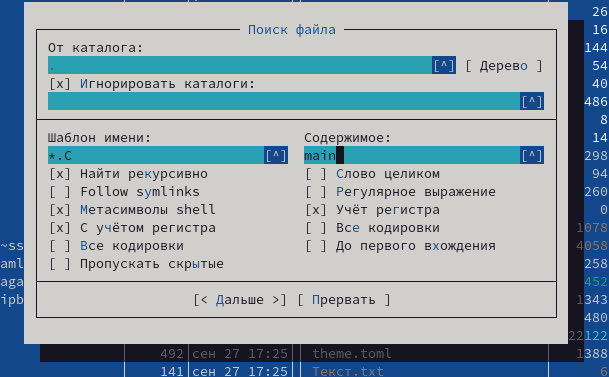 26
Поиск файла
16
От каталога:
144
.
[^] [ Дерево ]
54
[x] Игнорировать каталоги:
40
[^]
486
8
Шаблон имени:
Содержимое:
14
*.C
[^]
main
[^]
298
[x] Найти рекурсивно
[ ] Слово целиком
94
[ ] Follow symlinks
[ ] Регулярное выражение
260
[x] Метасимволы shell
[x] Учёт регистра
0
[x] С учётом регистра
[ ] Все кодировки
1078
~ss
[ ] Все кодировки
[ ] До первого вхождения
4058
aml
[ ] Пропускать скрытые
258
aga
452
ipb
[< Дальше >] [ Прервать ]
1343
480
22122
492 сен 27 17:25 theme.toml 1388
141 сен 27 17:25 Текст.txt 6